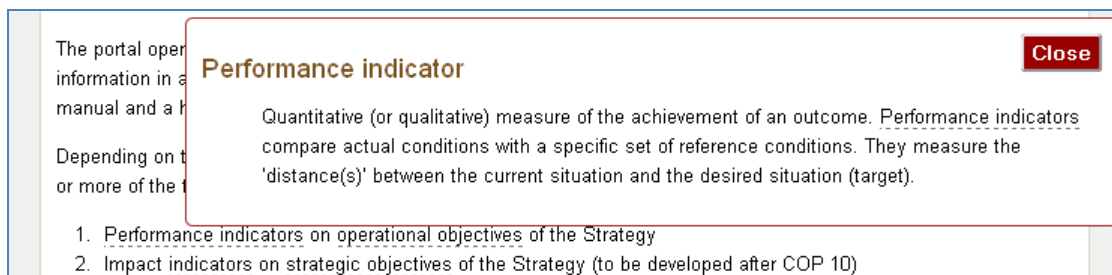 The portal oper
information in a
manual and a h
Depending on t
or more of the t
Close
Performance indicator
Quantitative (or qualitative) measure of the achievement of an outcome. Performance indicators
compare actual conditions with a specific set of reference conditions. They measure the
'distance(s)' between the current situation and the desired situation (target).
1. Performance indicators on operational objectives of the Strategy
2. Impact indicators on strategic objectives of the Strategy (to be developed after COP 10)